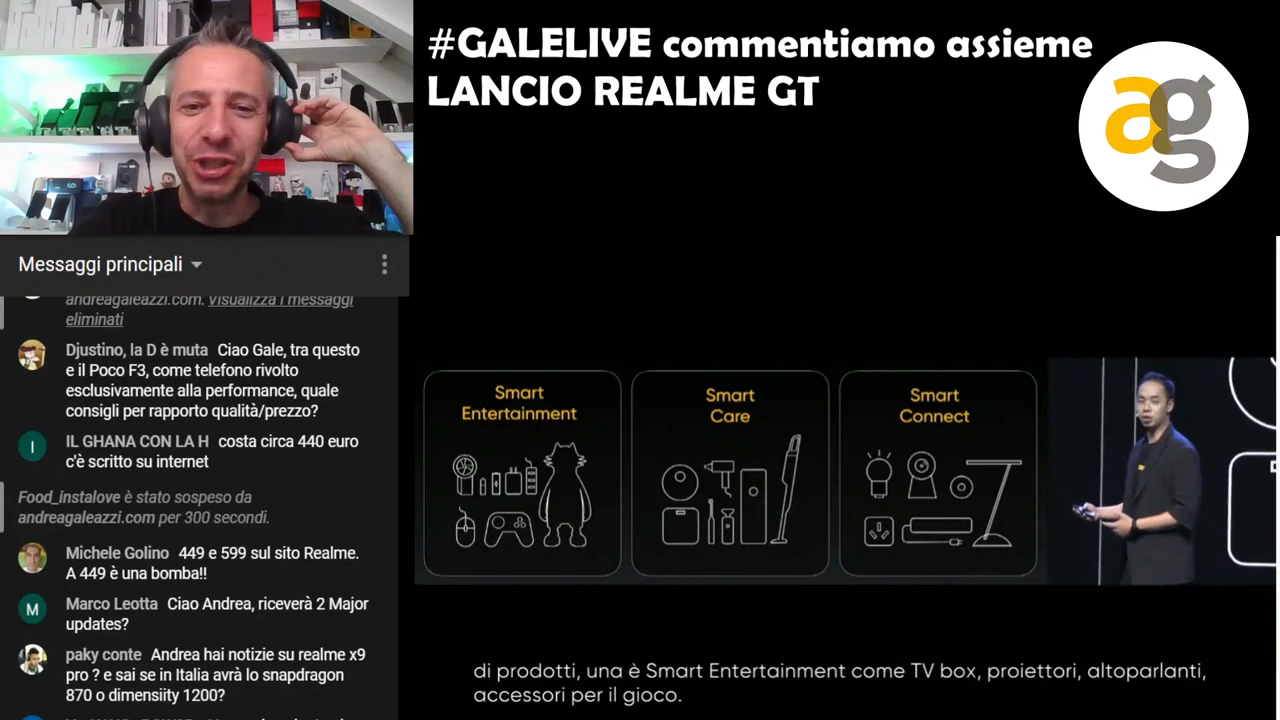 #GALELIVE commentiamo assieme
LANCIO REALME GT
ag
Messaggi principali
andreagaleazzi.com. Visualizza i messaggi
eliminati
Djustino, la D è muta Ciao Gale, tra questo
e il Poco F3, come telefono rivolto
esclusivamente alla performance, quale
consigli per rapporto qualità/prezzo?
I
IL GHANA CON LA H costa circa 440 euro
c'è scritto su internet
Food_instalove è stato sospeso da
andreagaleazzi.com per 300 secondi.
Michele Golino 449 e 599 sul sito Realme.
A 449 è una bomba!!
M
Marco Leotta Ciao Andrea, riceverà 2 Major
updates?
paky conte Andrea hai notizie su realme x9
pro ? e sai se in Italia avrà lo snapdragon
870 o dimensiity 1200?
Smart
Entertainment
Smart
Care
Smart
Connect
di prodotti, una è Smart Entertainment come TV box, proiettori, altoparlanti,
accessori per il gioco.